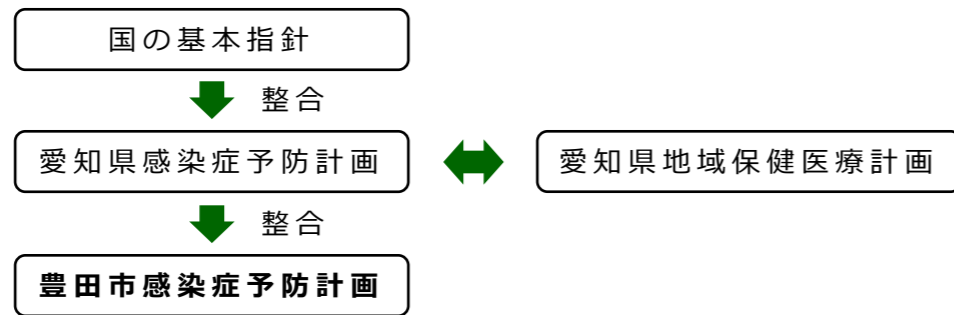 国の基本指針
整合
愛知県感染症予防計画
愛知県地域保健医療計画
整合
豊田市感染症予防計画